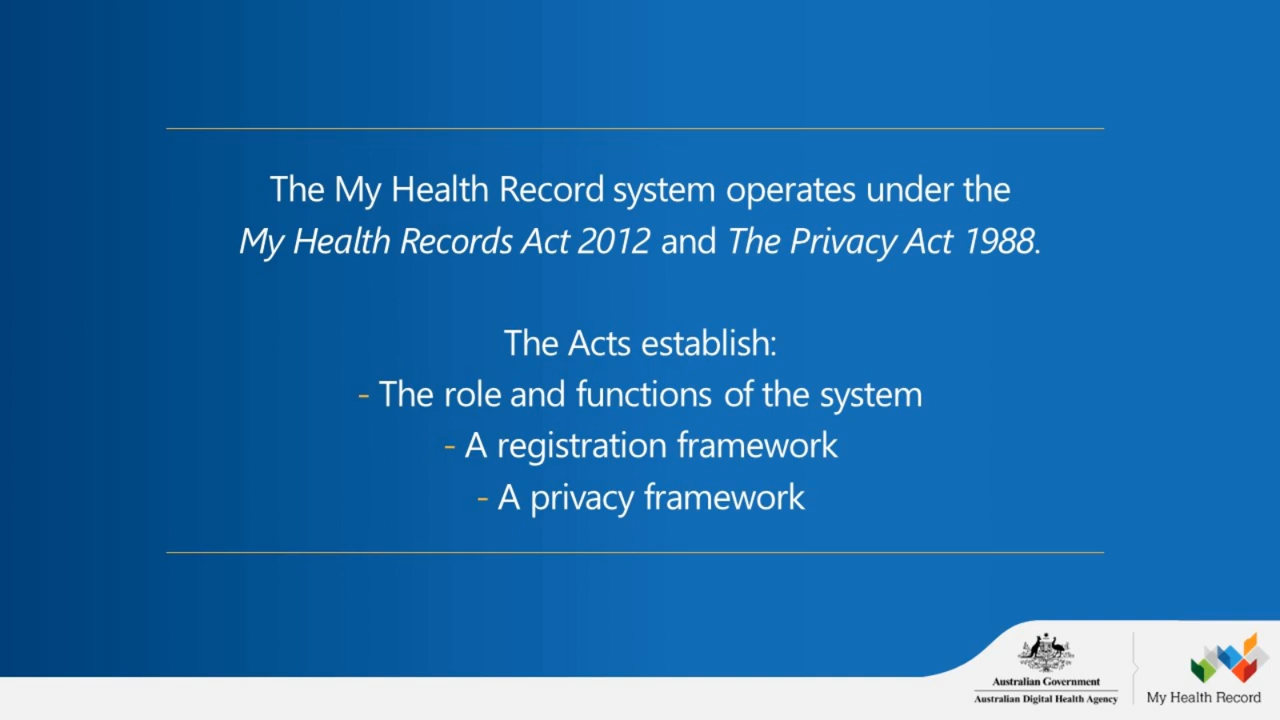 The My Health Record system operates under the
My Health Records Act 2012 and The Privacy Act 1988.
The Acts establish:
- The role and functions of the system
- A registration framework
- A privacy framework
Australian Government
Australian Digital Health Agency
My Health Record